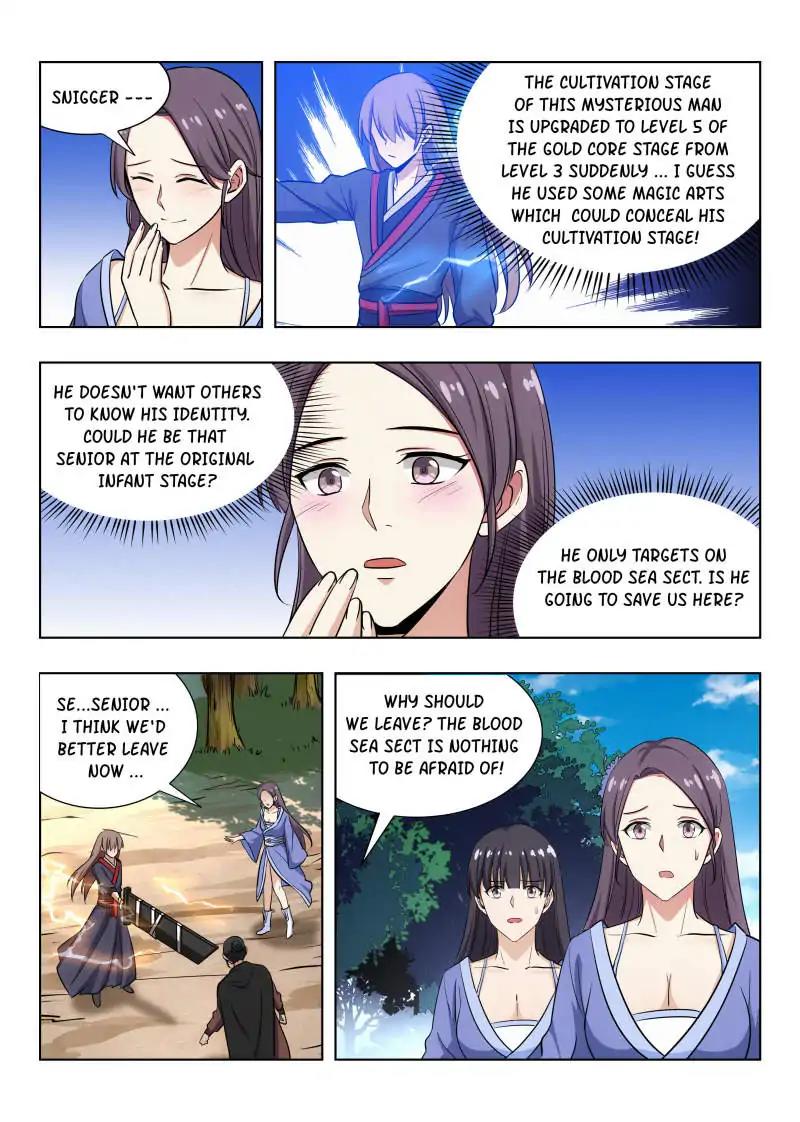 SNIGGER ---
THE CULTIVATION STAGE
OF THIS MYSTERIOUS MAN
IS UPGRADED TO LEVEL 5 OF
THE GOLD CORE STAGE FROM
LEVEL 3 SUDDENLY ... I GUESS
HE USED SOME MAGIC ARTS
WHICH COULD CONCEAL HIS
CULTIVATION STAGE!
HE DOESN'T WANT OTHERS
TO KNOW HIS IDENTITY.
COULD HE BE THAT
SENIOR AT THE ORIGINAL
INFANT STAGE?
HE ONLY TARGETS ON
THE BLOOD SEA SECT. IS HE
GOING TO SAVE US HERE?
SE...SENIOR ...
I THINK WE'D
BETTER LEAVE
NOW ...
WHY SHOULD
WE LEAVE? THE BLOOD
SEA SECT IS NOTHING
TO BE AFRAID OF!